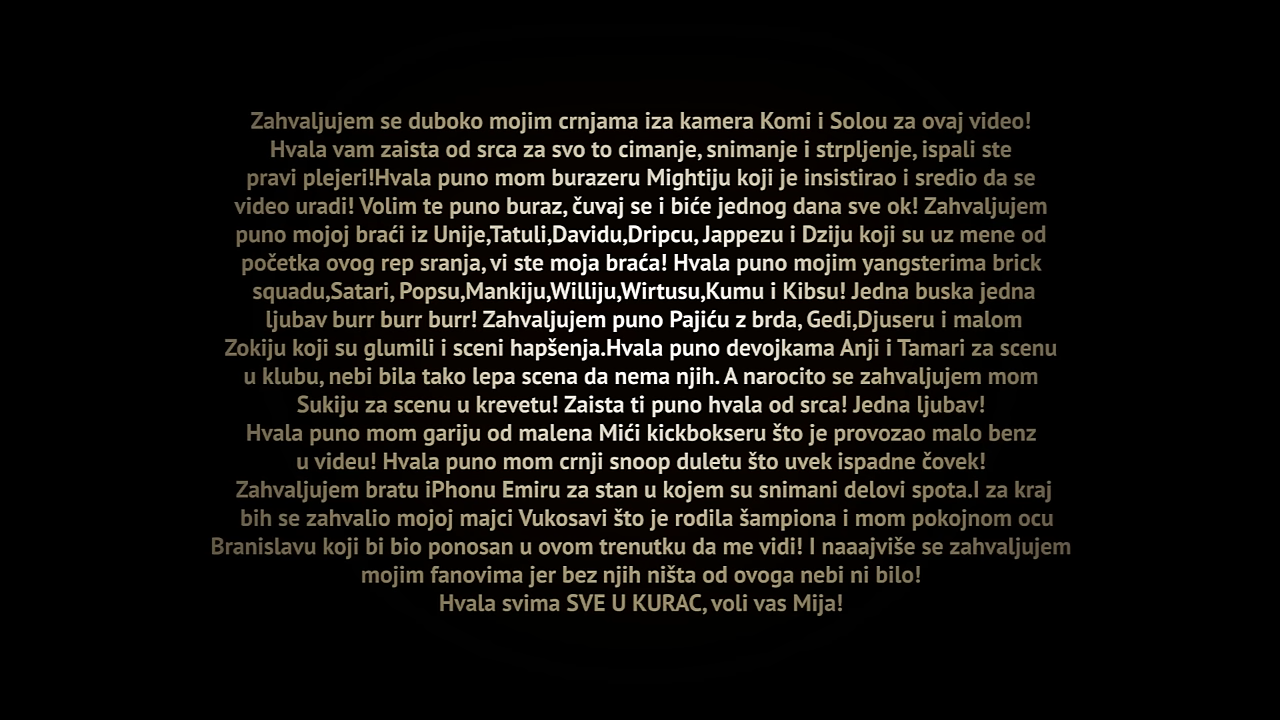 Zahvaljujem se duboko mojim crnjama iza kamera Komi i Solou za ovaj video!
Hvala vam zaista od srca za svo to cimanje, snimanje i strpljenje, ispali ste
pravi plejeri!Hvala puno mom burazeru Mightiju koji je insistirao i sredio da se
video uradi! Volim te puno buraz, čuvaj se i biće jednog dana sve ok! Zahvaljujem
puno mojoj braći iz Unije,Tatuli,Davidu,Dripcu, Jappezu i Dziju koji su uz mene od
početka ovog rep sranja, vi ste moja braća! Hvala puno mojim yangsterima brick
squadu,Satari, Popsu,Mankiju,Williju,Wirtusu,Kumu i Kibsu! Jedna buska jedna
ljubav burr burr burr! Zahvaljujem puno Pajiću z brda, Gedi,Djuseru i malom
Zokiju koji su glumili i sceni hapšenja.Hvala puno devojkama Anji i Tamari za scenu
u klubu, nebi bila tako lepa scena da nema njih. A narocito se zahvaljujem mom
Sukiju za scenu u krevetu! Zaista ti puno hvala od srca! Jedna ljubav!
Hvala puno mom gariju od malena Mići kickbokseru što je provozao malo benz
u videu! Hvala puno mom crnji snoop duletu što uvek ispadne čovek!
Zahvaljujem bratu iPhonu Emiru za stan u kojem su snimani delovi spota.I za kraj
bih se zahvalio mojoj majci Vukosavi što je rodila šampiona i mom pokojnom ocu
Branislavu koji bi bio ponosan u ovom trenutku da me vidi! I naaajviše se zahvaljujem
mojim fanovima jer bez njih ništa od ovoga nebi ni bilo!
Hvala svima SVE U KURAC, voli vas Mija!